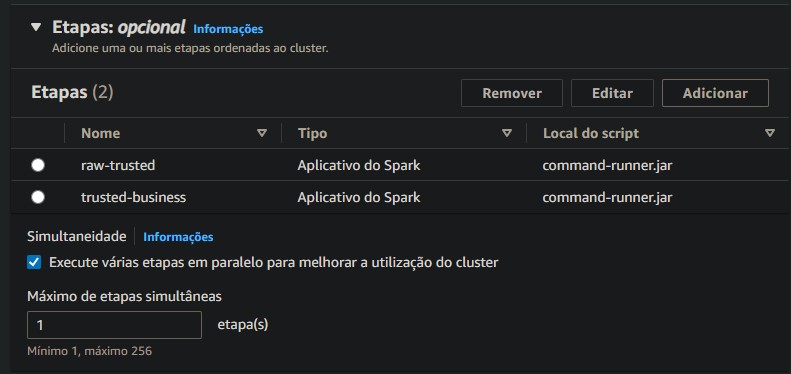 Etapas: opcional Informações
Adicione uma ou mais etapas ordenadas ao cluster.
Etapas (2) Remover Editar Adicionar
Nome Tipo Local do script
raw-trusted Aplicativo do Spark command-runner.jar
trusted-business Aplicativo do Spark command-runner.jar
Simultaneidade Informações
Execute várias etapas em paralelo para melhorar a utilização do cluster
Máximo de etapas simultâneas
1 etapa(s)
Mínimo 1, máximo 256